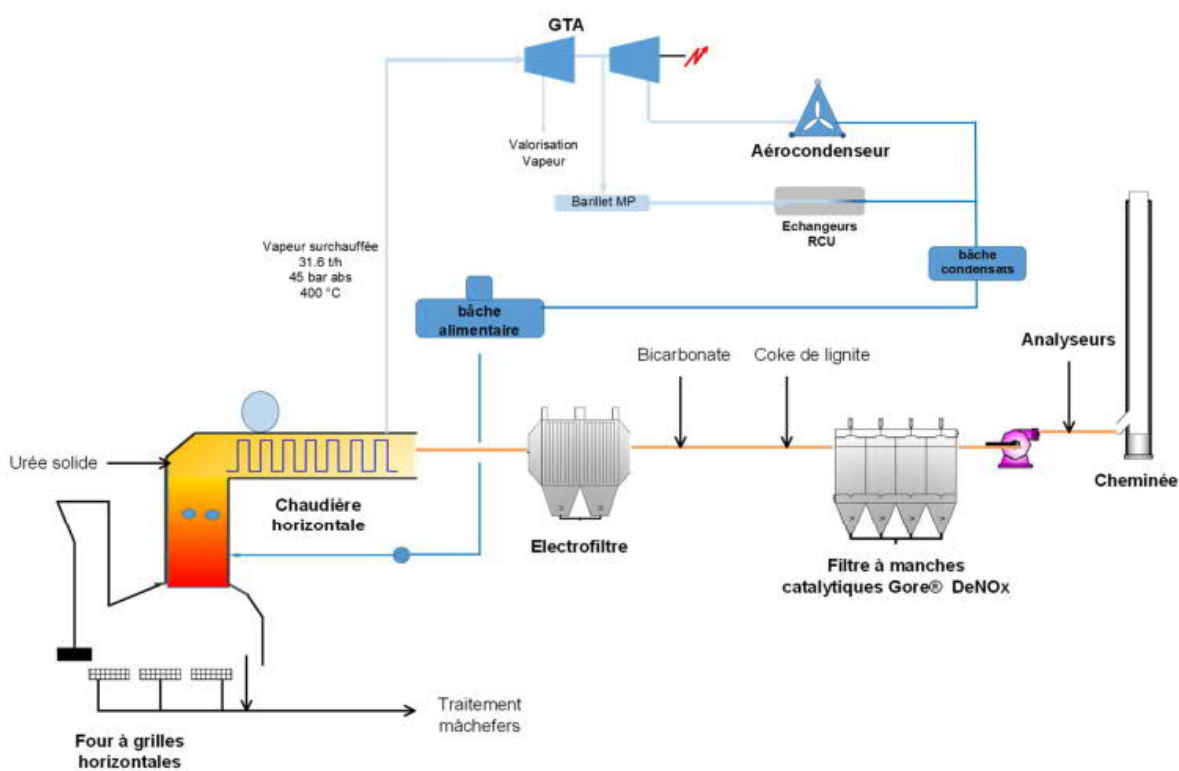 GTA
Valorisation
Vapeur
Aérocondenseur
Barillet MP
Echangeurs
RCU
Vapeur surchauffée
31.6 t/h
45 bar abs
400 °C
bâche
condensats
bâche
alimentaire
Bicarbonate
Coke de lignite
Analyseurs
Urée solide
Chaudière
horizontale
Electrofiltre
Filtre à manches
catalytiques Gore® DeNOx
Cheminée
Traitement
mâchefers
Four à grilles
horizontales